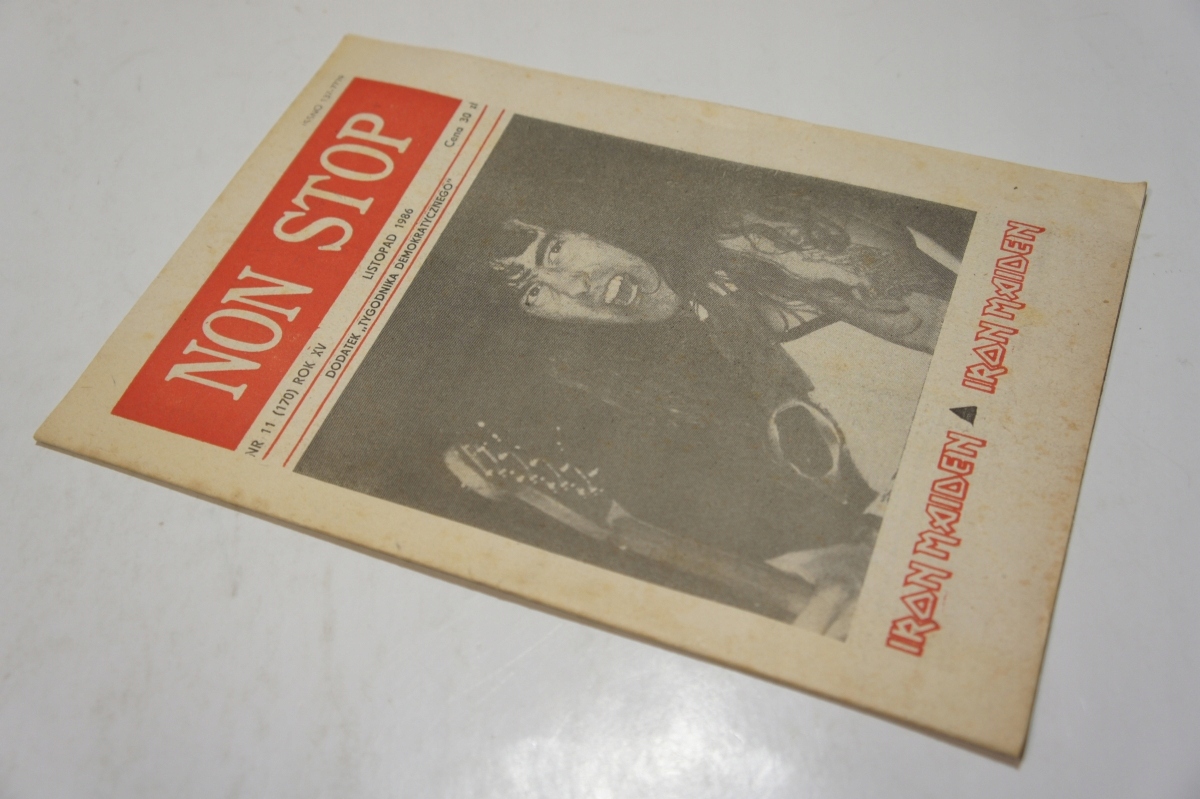 NON STOP
NR 11 (170) ROK XV LISTOPAD 1986 Cena 30 zł
DODATEK „TYGODNIKA DEMOKRATYCZNEGO"
IRON MAIDEN IRON MAIDEN